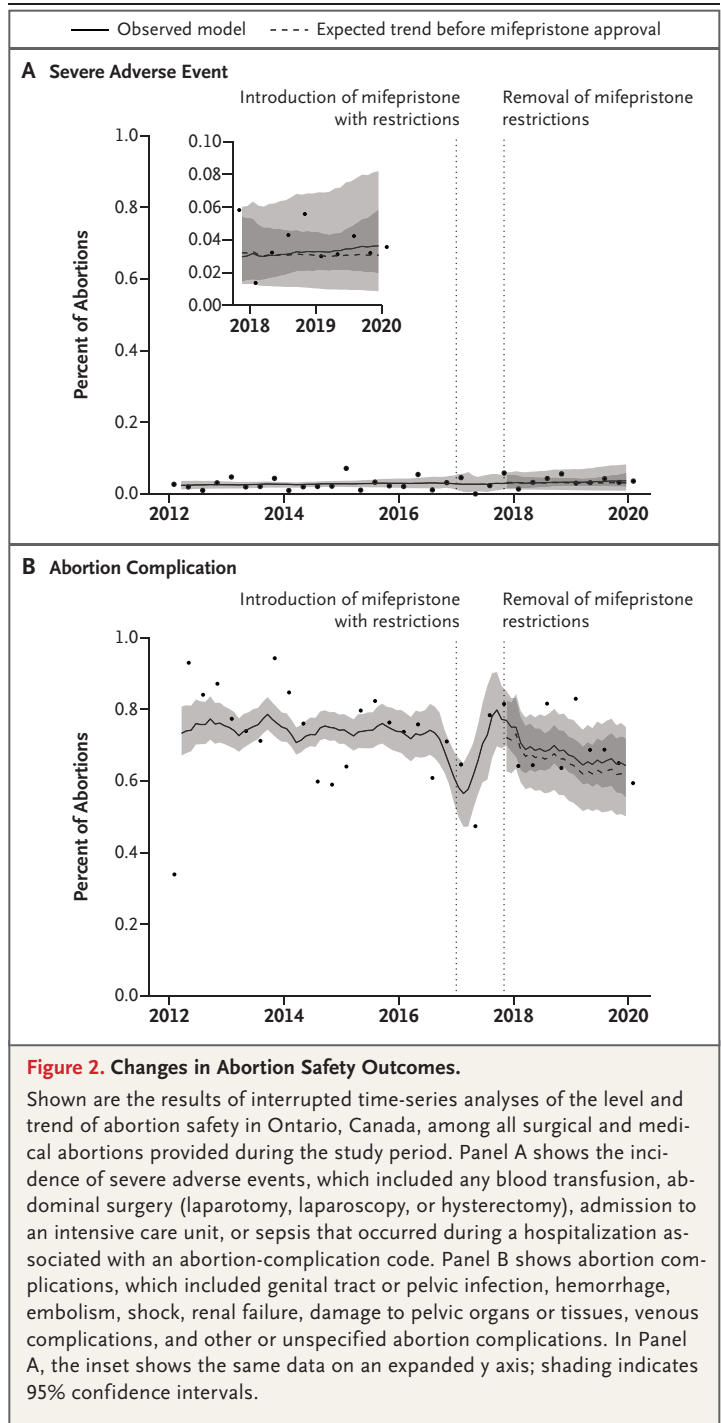 Observed model Expected trend before mifepristone approval
A Severe Adverse Event
Introduction of mifepristone
with restrictions
Removal of mifepristone
restrictions
1.0
0.8
0.6
0.4
0.2
0.0
Percent of Abortions
0.10
0.08
0.06
0.04
0.02
0.00
2018 2019 2020
2012 2014 2016 2018 2020
B Abortion Complication
Introduction of mifepristone
with restrictions
Removal of mifepristone
restrictions
1.0
0.8
0.6
0.4
0.2
0.0
Percent of Abortions
2012 2014 2016 2018 2020
Figure 2. Changes in Abortion Safety Outcomes.
Shown are the results of interrupted time-series analyses of the level and
trend of abortion safety in Ontario, Canada, among all surgical and medi-
cal abortions provided during the study period. Panel A shows the inci-
dence of severe adverse events, which included any blood transfusion, ab-
dominal surgery (laparotomy, laparoscopy, or hysterectomy), admission to
an intensive care unit, or sepsis that occurred during a hospitalization as-
sociated with an abortion-complication code. Panel B shows abortion com-
plications, which included genital tract or pelvic infection, hemorrhage,
embolism, shock, renal failure, damage to pelvic organs or tissues, venous
complications, and other or unspecified abortion complications. In Panel
A, the inset shows the same data on an expanded y axis; shading indicates
95% confidence intervals.